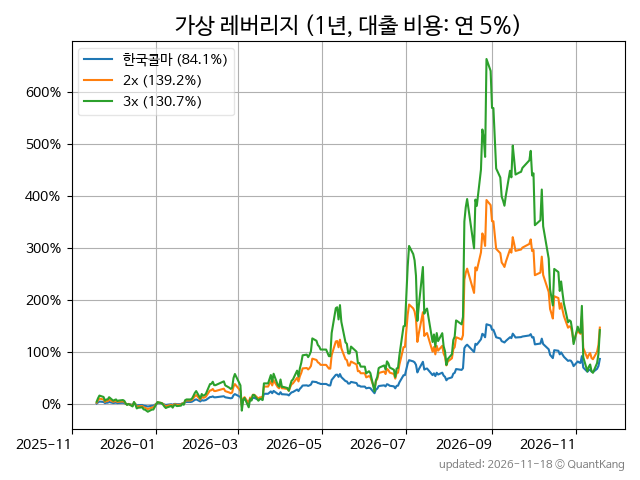 가상 레버리지 (1년, 대출 비용: 연 5%)
한국콜마 (84.1%)
2x (139.2%)
3x (130.7%)
600%
500%
400%
300%
200%
100%
0%
2025-11 2026-01 2026-03 2026-05 2026-07 2026-09 2026-11
updated: 2026-11-18 © QuantKang